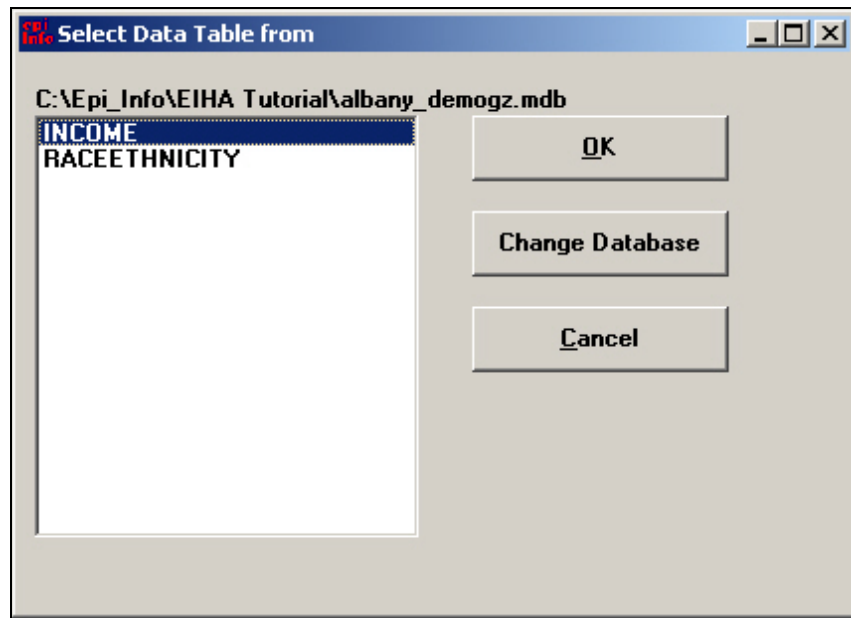 Epi Info Select Data Table from
C:\Epi_Info\EIHA Tutorial\albany_demogz.mdb
INCOME
RACEETHNICITY
OK
Change Database
Cancel